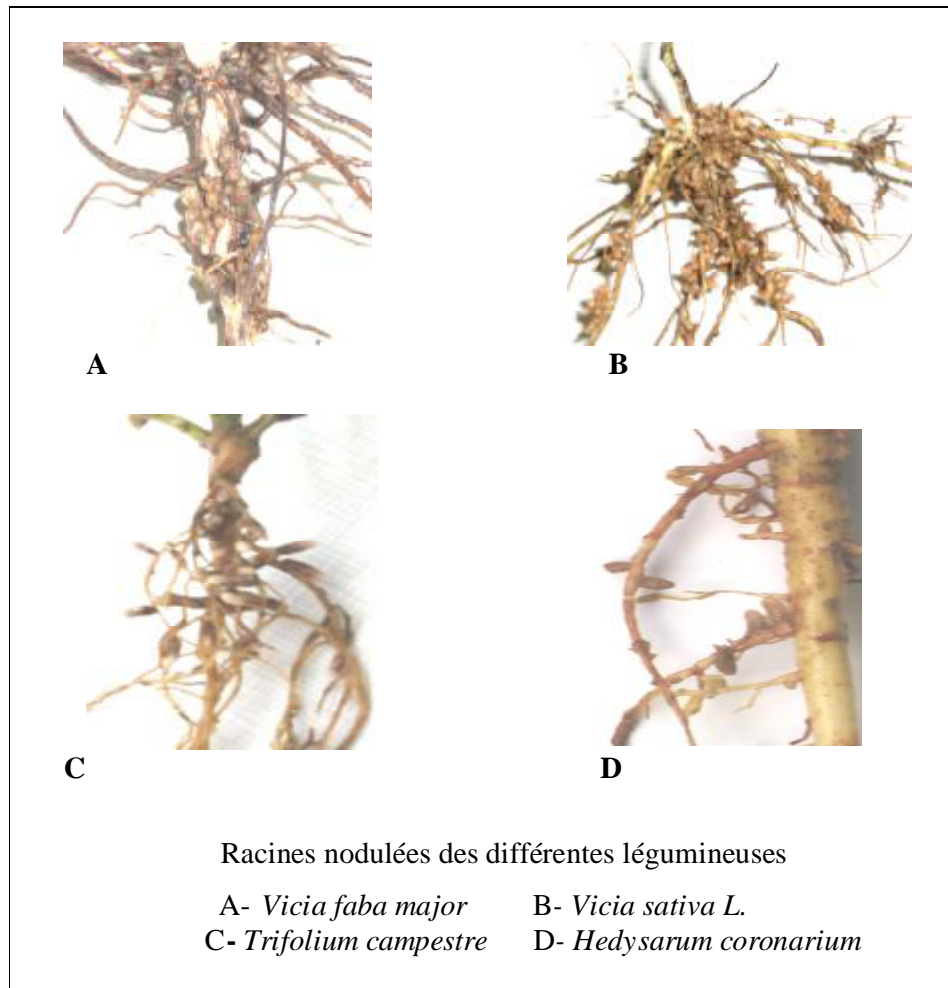 A
B
C
D
Racines nodulées des différentes légumineuses
A- Vicia faba major B- Vicia sativa L.
C- Trifolium campestre D- Hedysarum coronarium